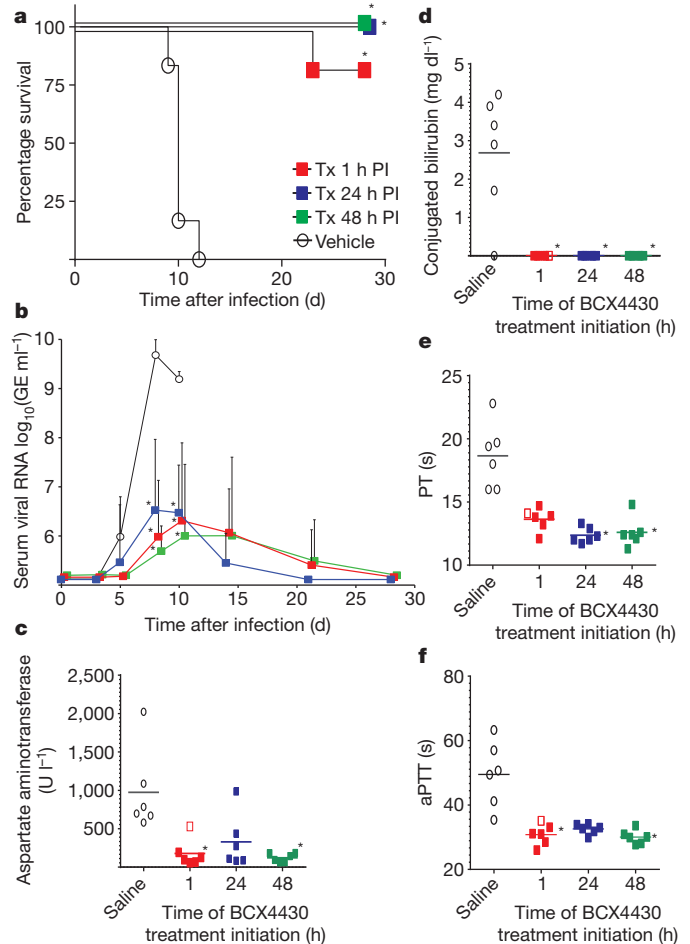 a
100
75
50
25
Percentage survival
Tx 1 h PI
Tx 24 h PI
Tx 48 h PI
Vehicle
* * *
0 10 20 30
Time after infection (d)
b
10
9
8
7
6
Serum viral RNA log10(GE ml−1)
* * * * * *
0 5 10 15 20 25 30
Time after infection (d)
c
2,500
2,000
1,500
1,000
500
Aspartate aminotransferase
(U l−1)
* *
Saline 1 24 48
Time of BCX4430
treatment initiation (h)
d
5
4
3
2
1
0
Conjugated bilirubin (mg dl−1)
* * *
Saline 1 24 48
Time of BCX4430
treatment initiation (h)
e
25
20
15
10
PT (s)
* *
Saline 1 24 48
Time of BCX4430
treatment initiation (h)
f
80
60
40
20
aPTT (s)
* *
Saline 1 24 48
Time of BCX4430
treatment initiation (h)